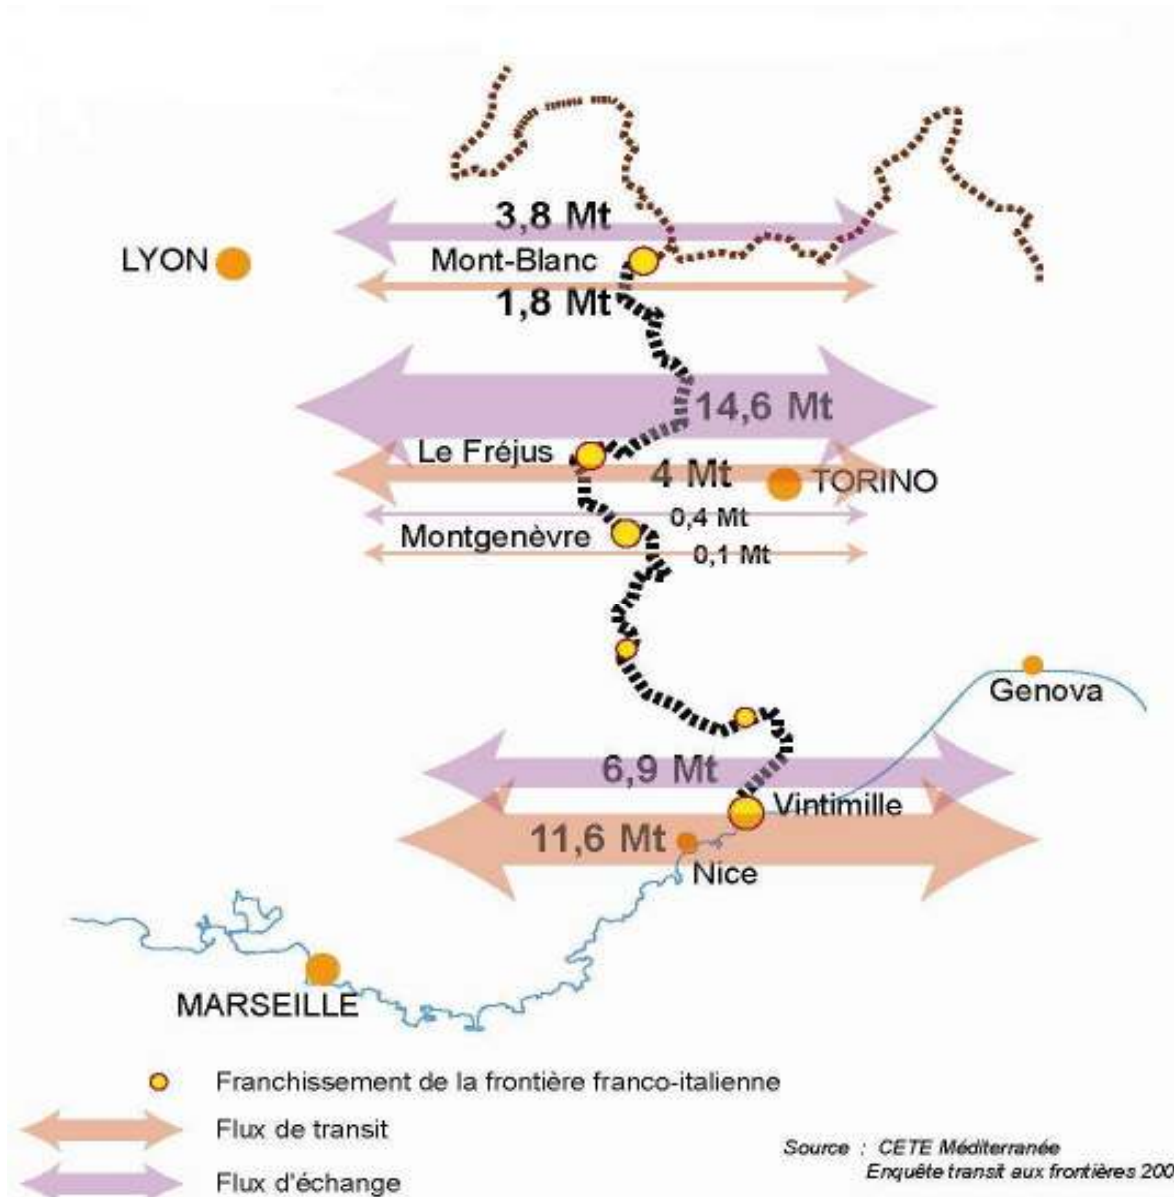 3,8 Mt
LYON
Mont-Blanc
1,8 Mt
14,6 Mt
Le Fréjus
4 Mt
TORINO
0,4 Mt
Montgenèvre
0,1 Mt
Genova
6,9 Mt
Vintimille
11,6 Mt
Nice
MARSEILLE
Franchissement de la frontière franco-italienne
Flux de transit
Flux d'échange
Source : CETE Méditerranée
Enquête transit aux frontières 200